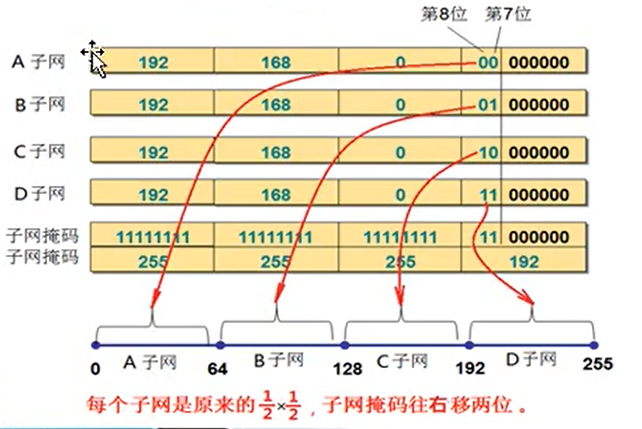 第8位 第7位
A 子网 192 168 0 00 000000
B 子网 192 168 0 01 000000
C 子网 192 168 0 10 000000
D 子网 192 168 0 11 000000
子网掩码 11111111 11111111 11111111 11 000000
子网掩码 255 255 255 192
0 A 子网 64 B 子网 128 C 子网 192 D 子网 255
每个子网是原来的 1/2 × 1/2 ，子网掩码往右移两位 。